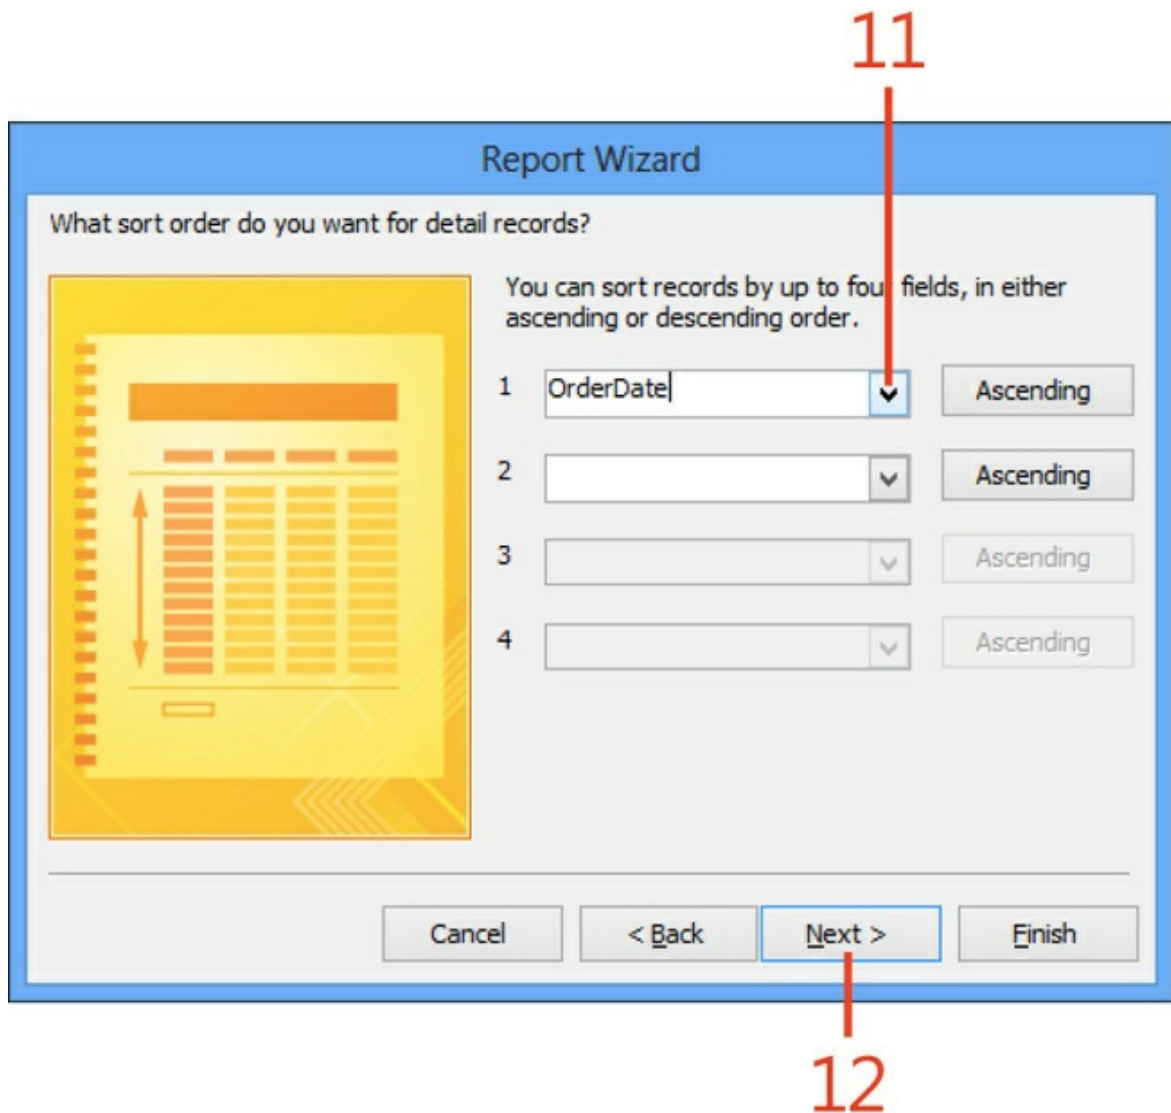 11
Report Wizard
What sort order do you want for detail records?
You can sort records by up to four fields, in either
ascending or descending order.
1 OrderDate Ascending
2 Ascending
3 Ascending
4 Ascending
Cancel < Back Next > Finish
12